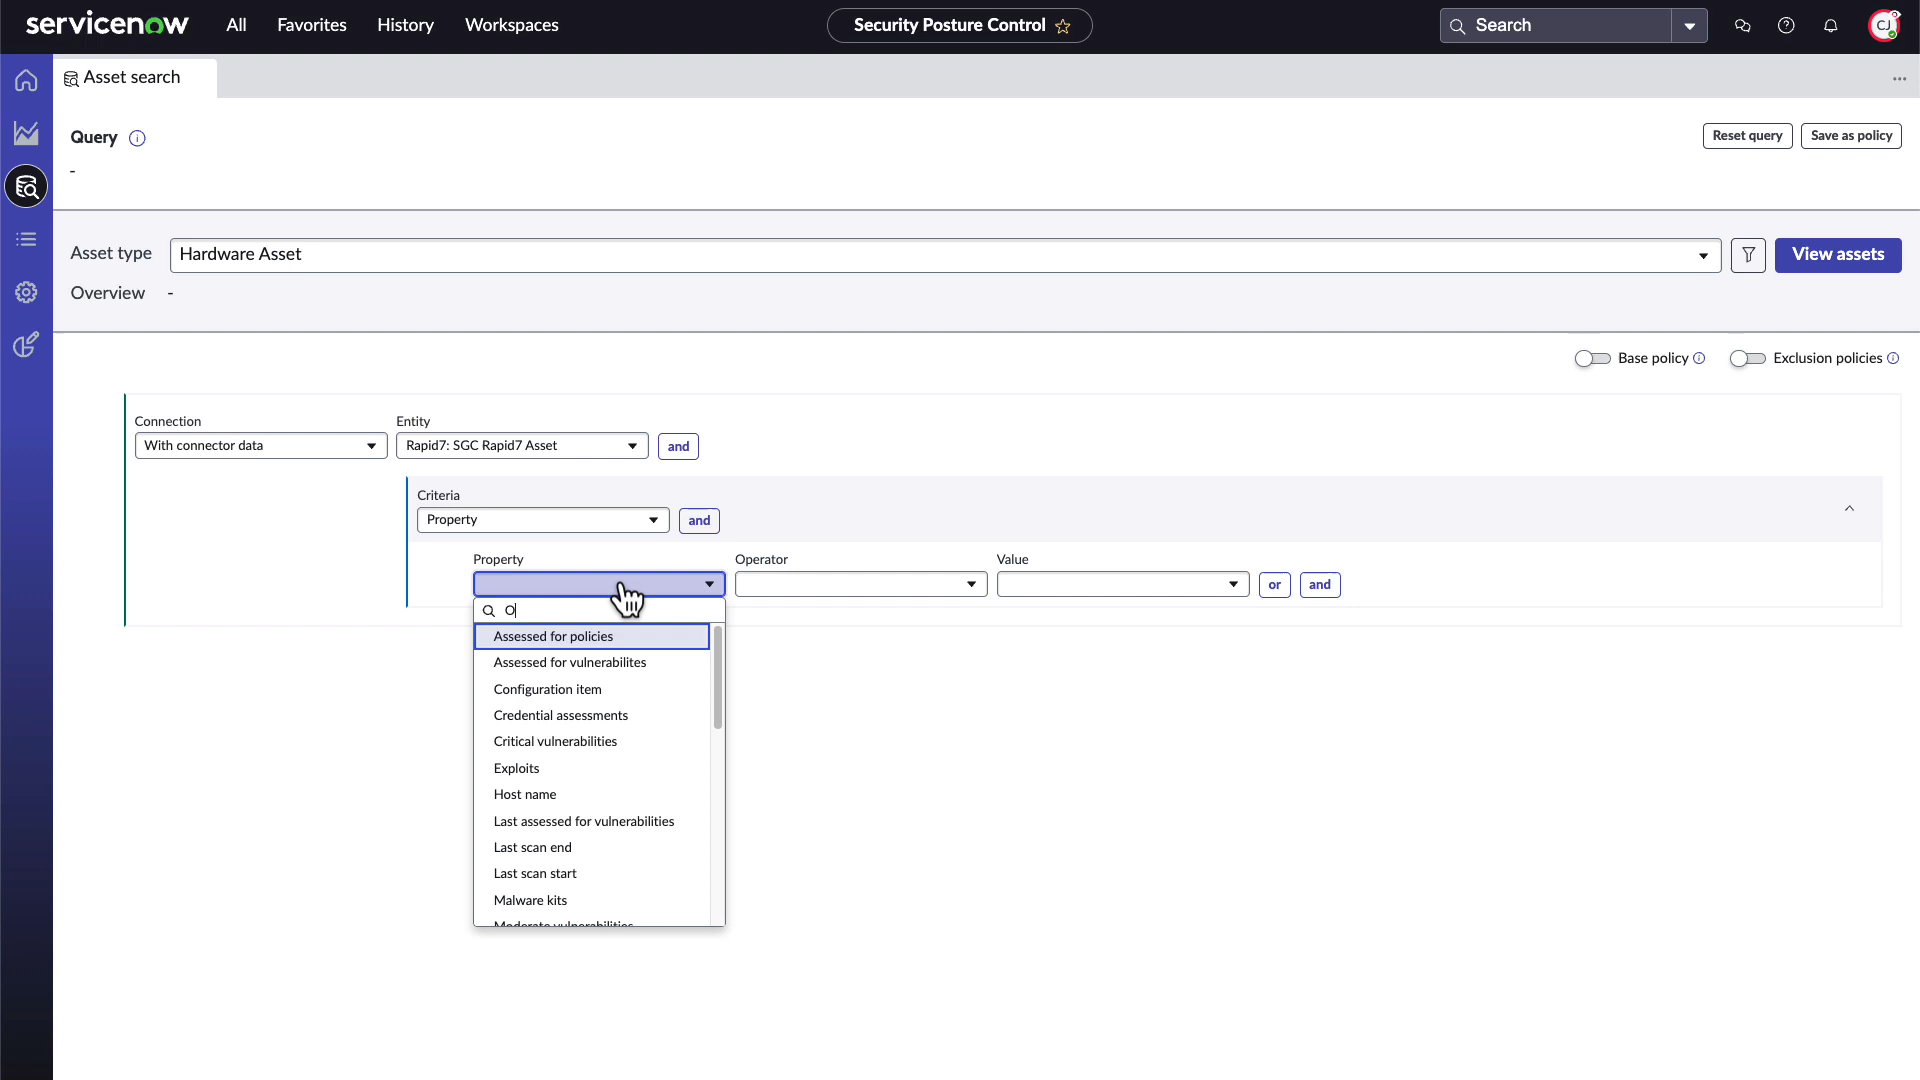 servicenow All Favorites History Workspaces Security Posture Control Search CJ
Asset search
Query
Reset query Save as policy
-
Asset type Hardware Asset View assets
Overview -
Base policy Exclusion policies
Connection Entity
With connector data Rapid7: SGC Rapid7 Asset and
Criteria
Property and
Property Operator Value
or and
O
Assessed for policies
Assessed for vulnerabilites
Configuration item
Credential assessments
Critical vulnerabilities
Exploits
Host name
Last assessed for vulnerabilities
Last scan end
Last scan start
Malware kits
Moderate vulnerabilities